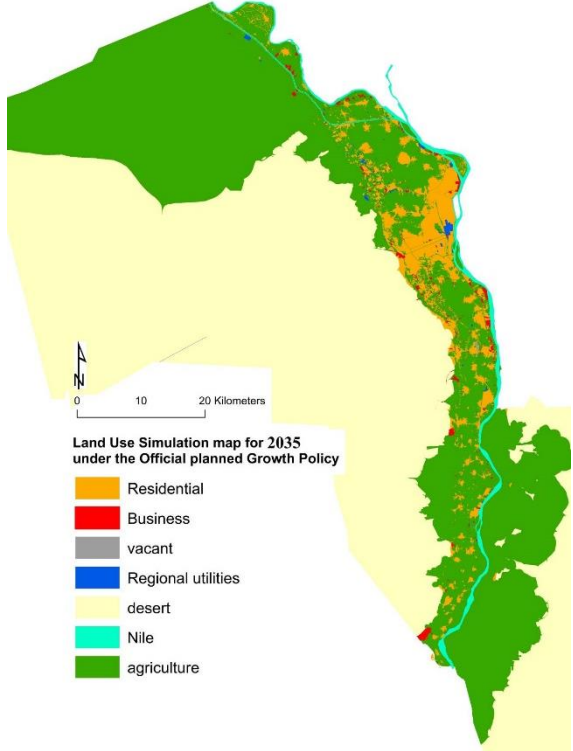 N
0 10 20 Kilometers
Land Use Simulation map for 2035
under the Official planned Growth Policy
Residential
Business
vacant
Regional utilities
desert
Nile
agriculture